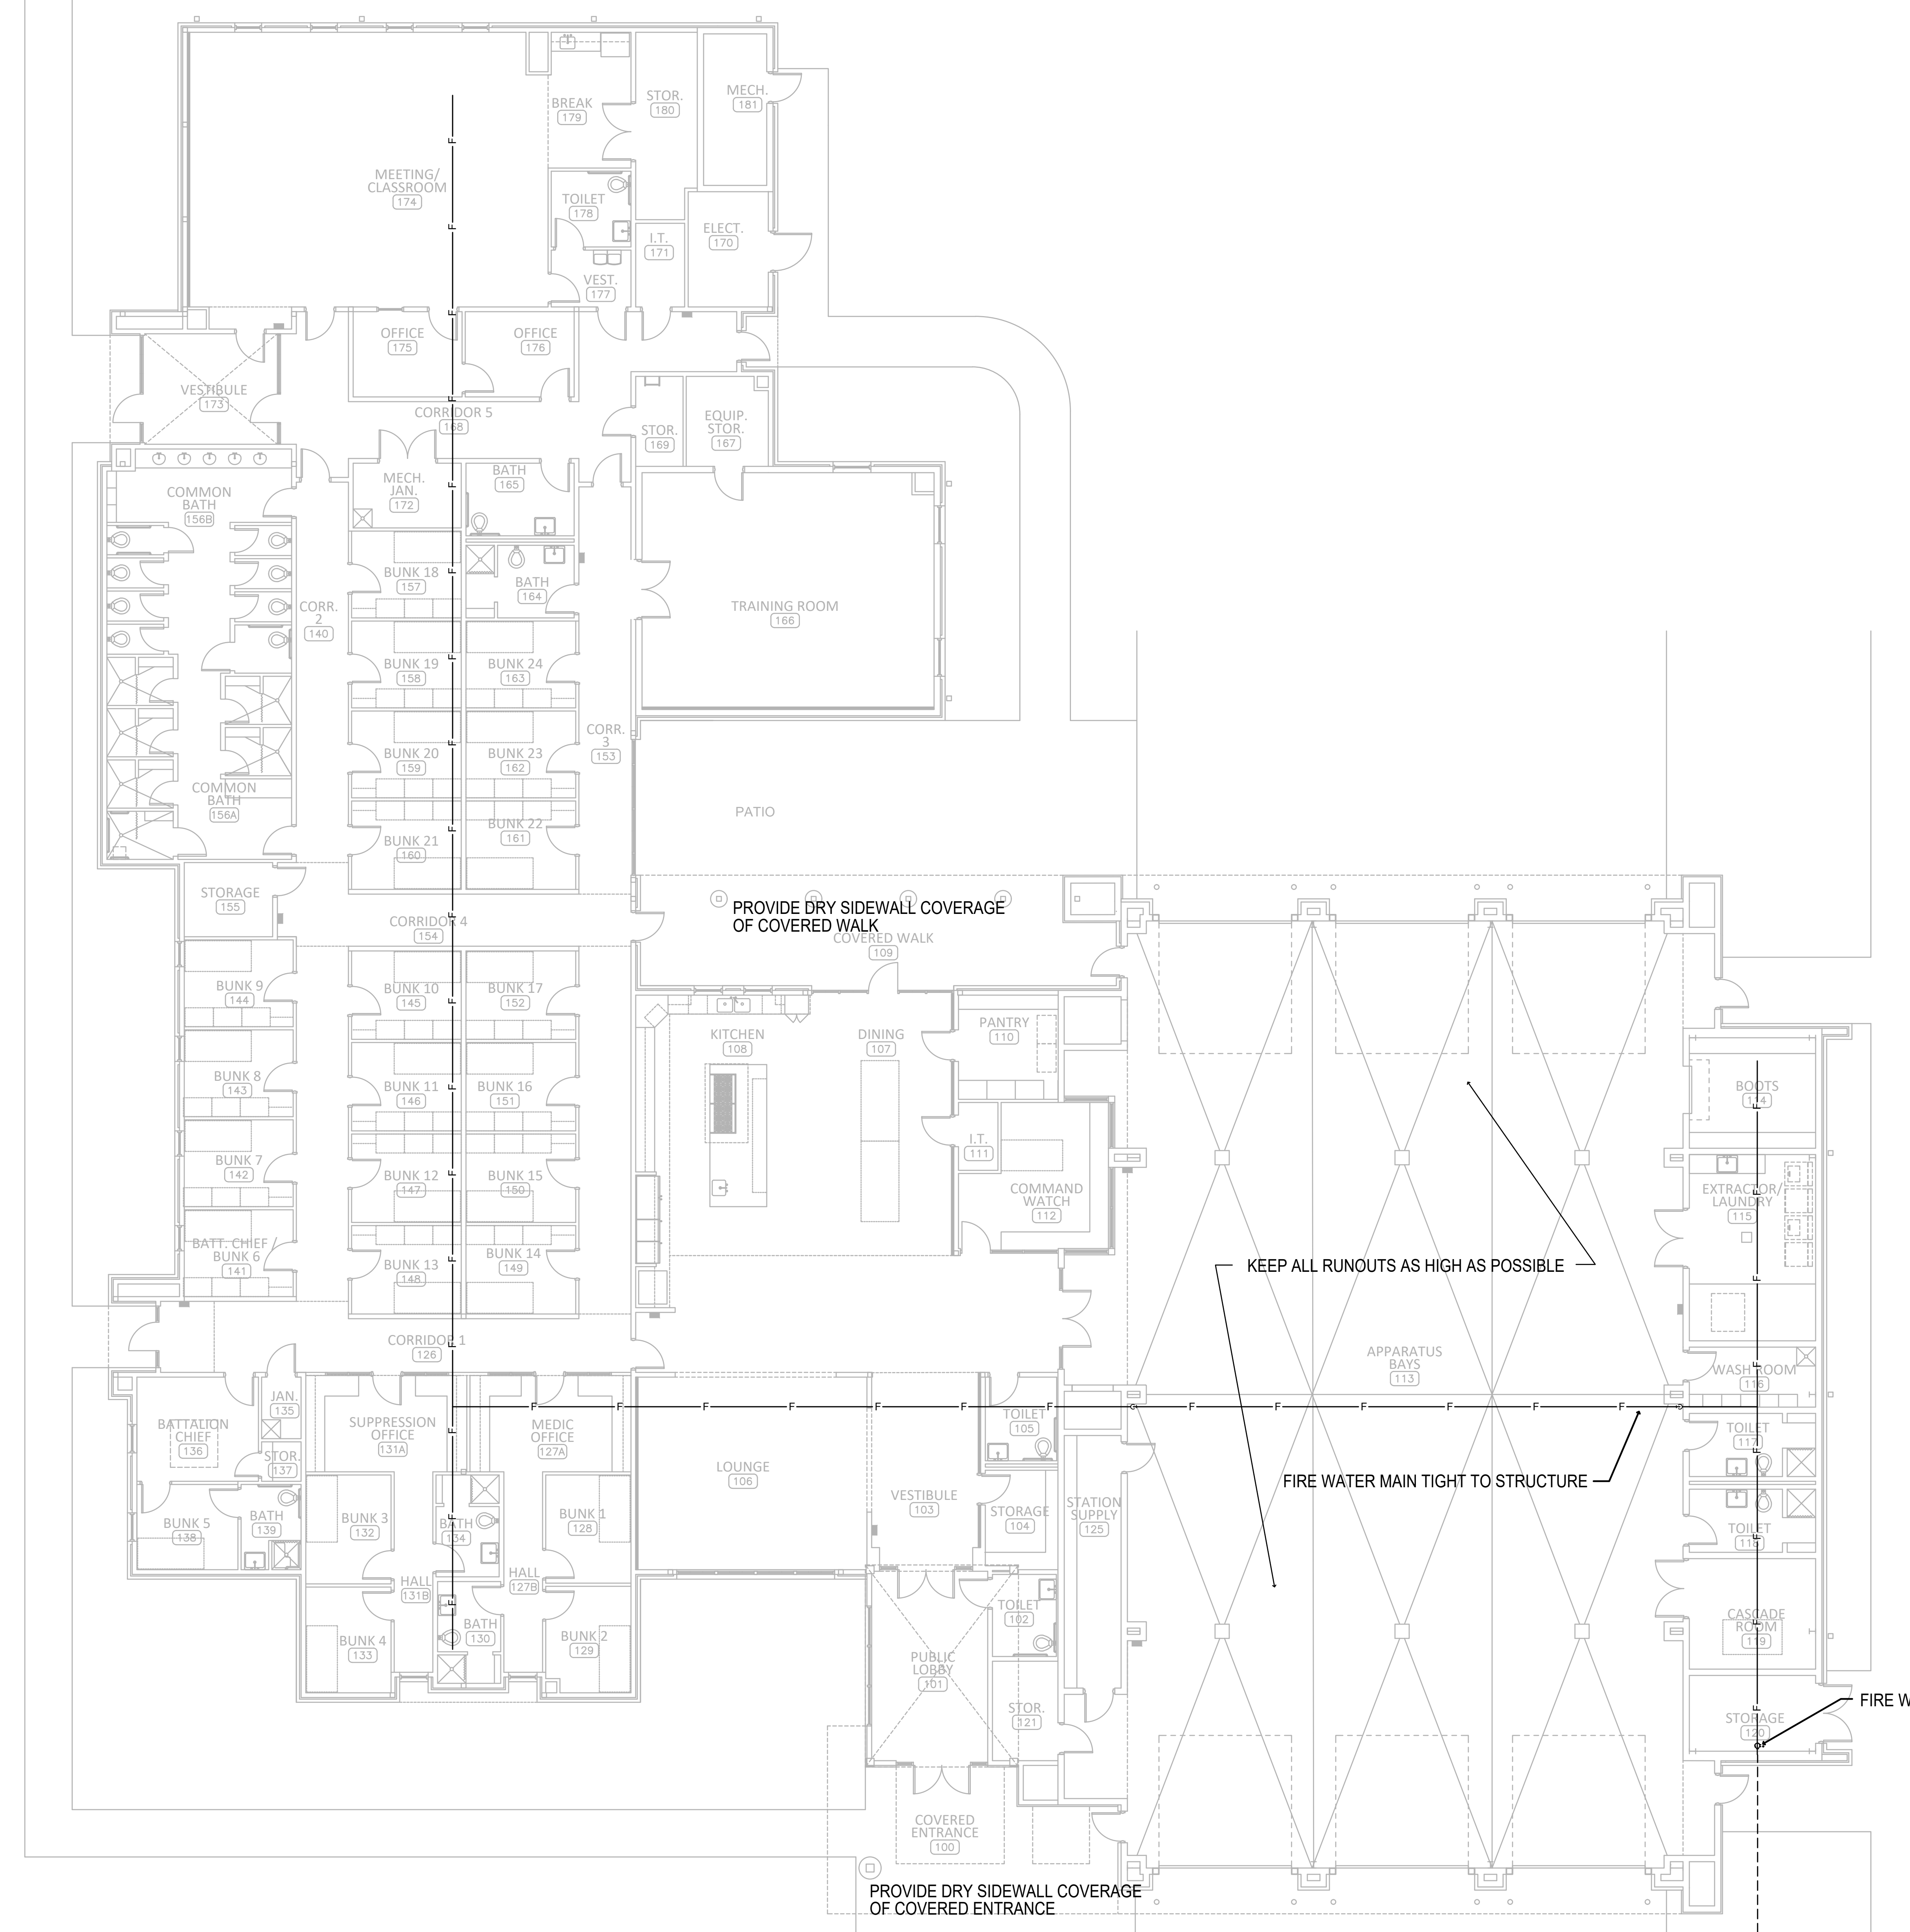 MEETING/
CLASSROOM
174
BREAK
179
STOR.
180
MECH.
181
TOILET
178
I.T.
171
ELECT.
170
VEST.
177
OFFICE
175
OFFICE
176
VESTIBULE
173
CORRIDOR 5
168
STOR.
169
EQUIP.
STOR.
167
MECH.
JAN.
172
BATH
165
COMMON
BATH
156B
BUNK 18
157
BATH
164
CORR.
2
140
TRAINING ROOM
166
BUNK 19
158
BUNK 24
163
BUNK 20
159
BUNK 23
162
CORR.
3
153
COMMON
BATH
156A
BUNK 21
160
BUNK 22
161
PATIO
STORAGE
155
CORRIDOR 4
154
PROVIDE DRY SIDEWALL COVERAGE
OF COVERED WALK
COVERED WALK
109
BUNK 9
144
BUNK 10
145
BUNK 17
152
KITCHEN
108
DINING
107
PANTRY
110
BUNK 8
143
BUNK 11
146
BUNK 16
151
BOOTS
114
I.T.
111
BUNK 7
142
BUNK 12
147
BUNK 15
150
COMMAND
WATCH
112
EXTRACTOR/
LAUNDRY
115
BATT. CHIEF /
BUNK 6
141
BUNK 13
148
BUNK 14
149
KEEP ALL RUNOUTS AS HIGH AS POSSIBLE
CORRIDOR 1
126
APPARATUS
BAYS
113
WASH ROOM
116
JAN.
135
BATTALION
CHIEF
136
SUPPRESSION
OFFICE
131A
MEDIC
OFFICE
127A
F F F F F F F F F F F F F
TOILET
105
TOILET
117
STOR.
137
LOUNGE
106
FIRE WATER MAIN TIGHT TO STRUCTURE
VESTIBULE
103
STORAGE
104
STATION
SUPPLY
125
BUNK 5
138
BATH
139
BUNK 3
132
BATH
134
BUNK 1
128
TOILET
118
HALL
131B
HALL
127B
TOILET
102
CASCADE
ROOM
119
BUNK 4
133
BATH
130
BUNK 2
129
PUBLIC
LOBBY
101
STOR.
121
FIRE W
STORAGE
120
COVERED
ENTRANCE
100
PROVIDE DRY SIDEWALL COVERAGE
OF COVERED ENTRANCE